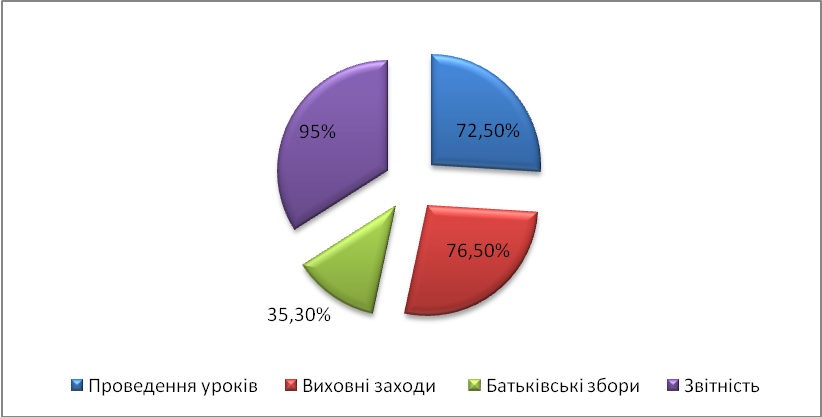 95%
72,50%
76,50%
35,30%
Проведення уроків Виховні заходи Батьківські збори Звітність